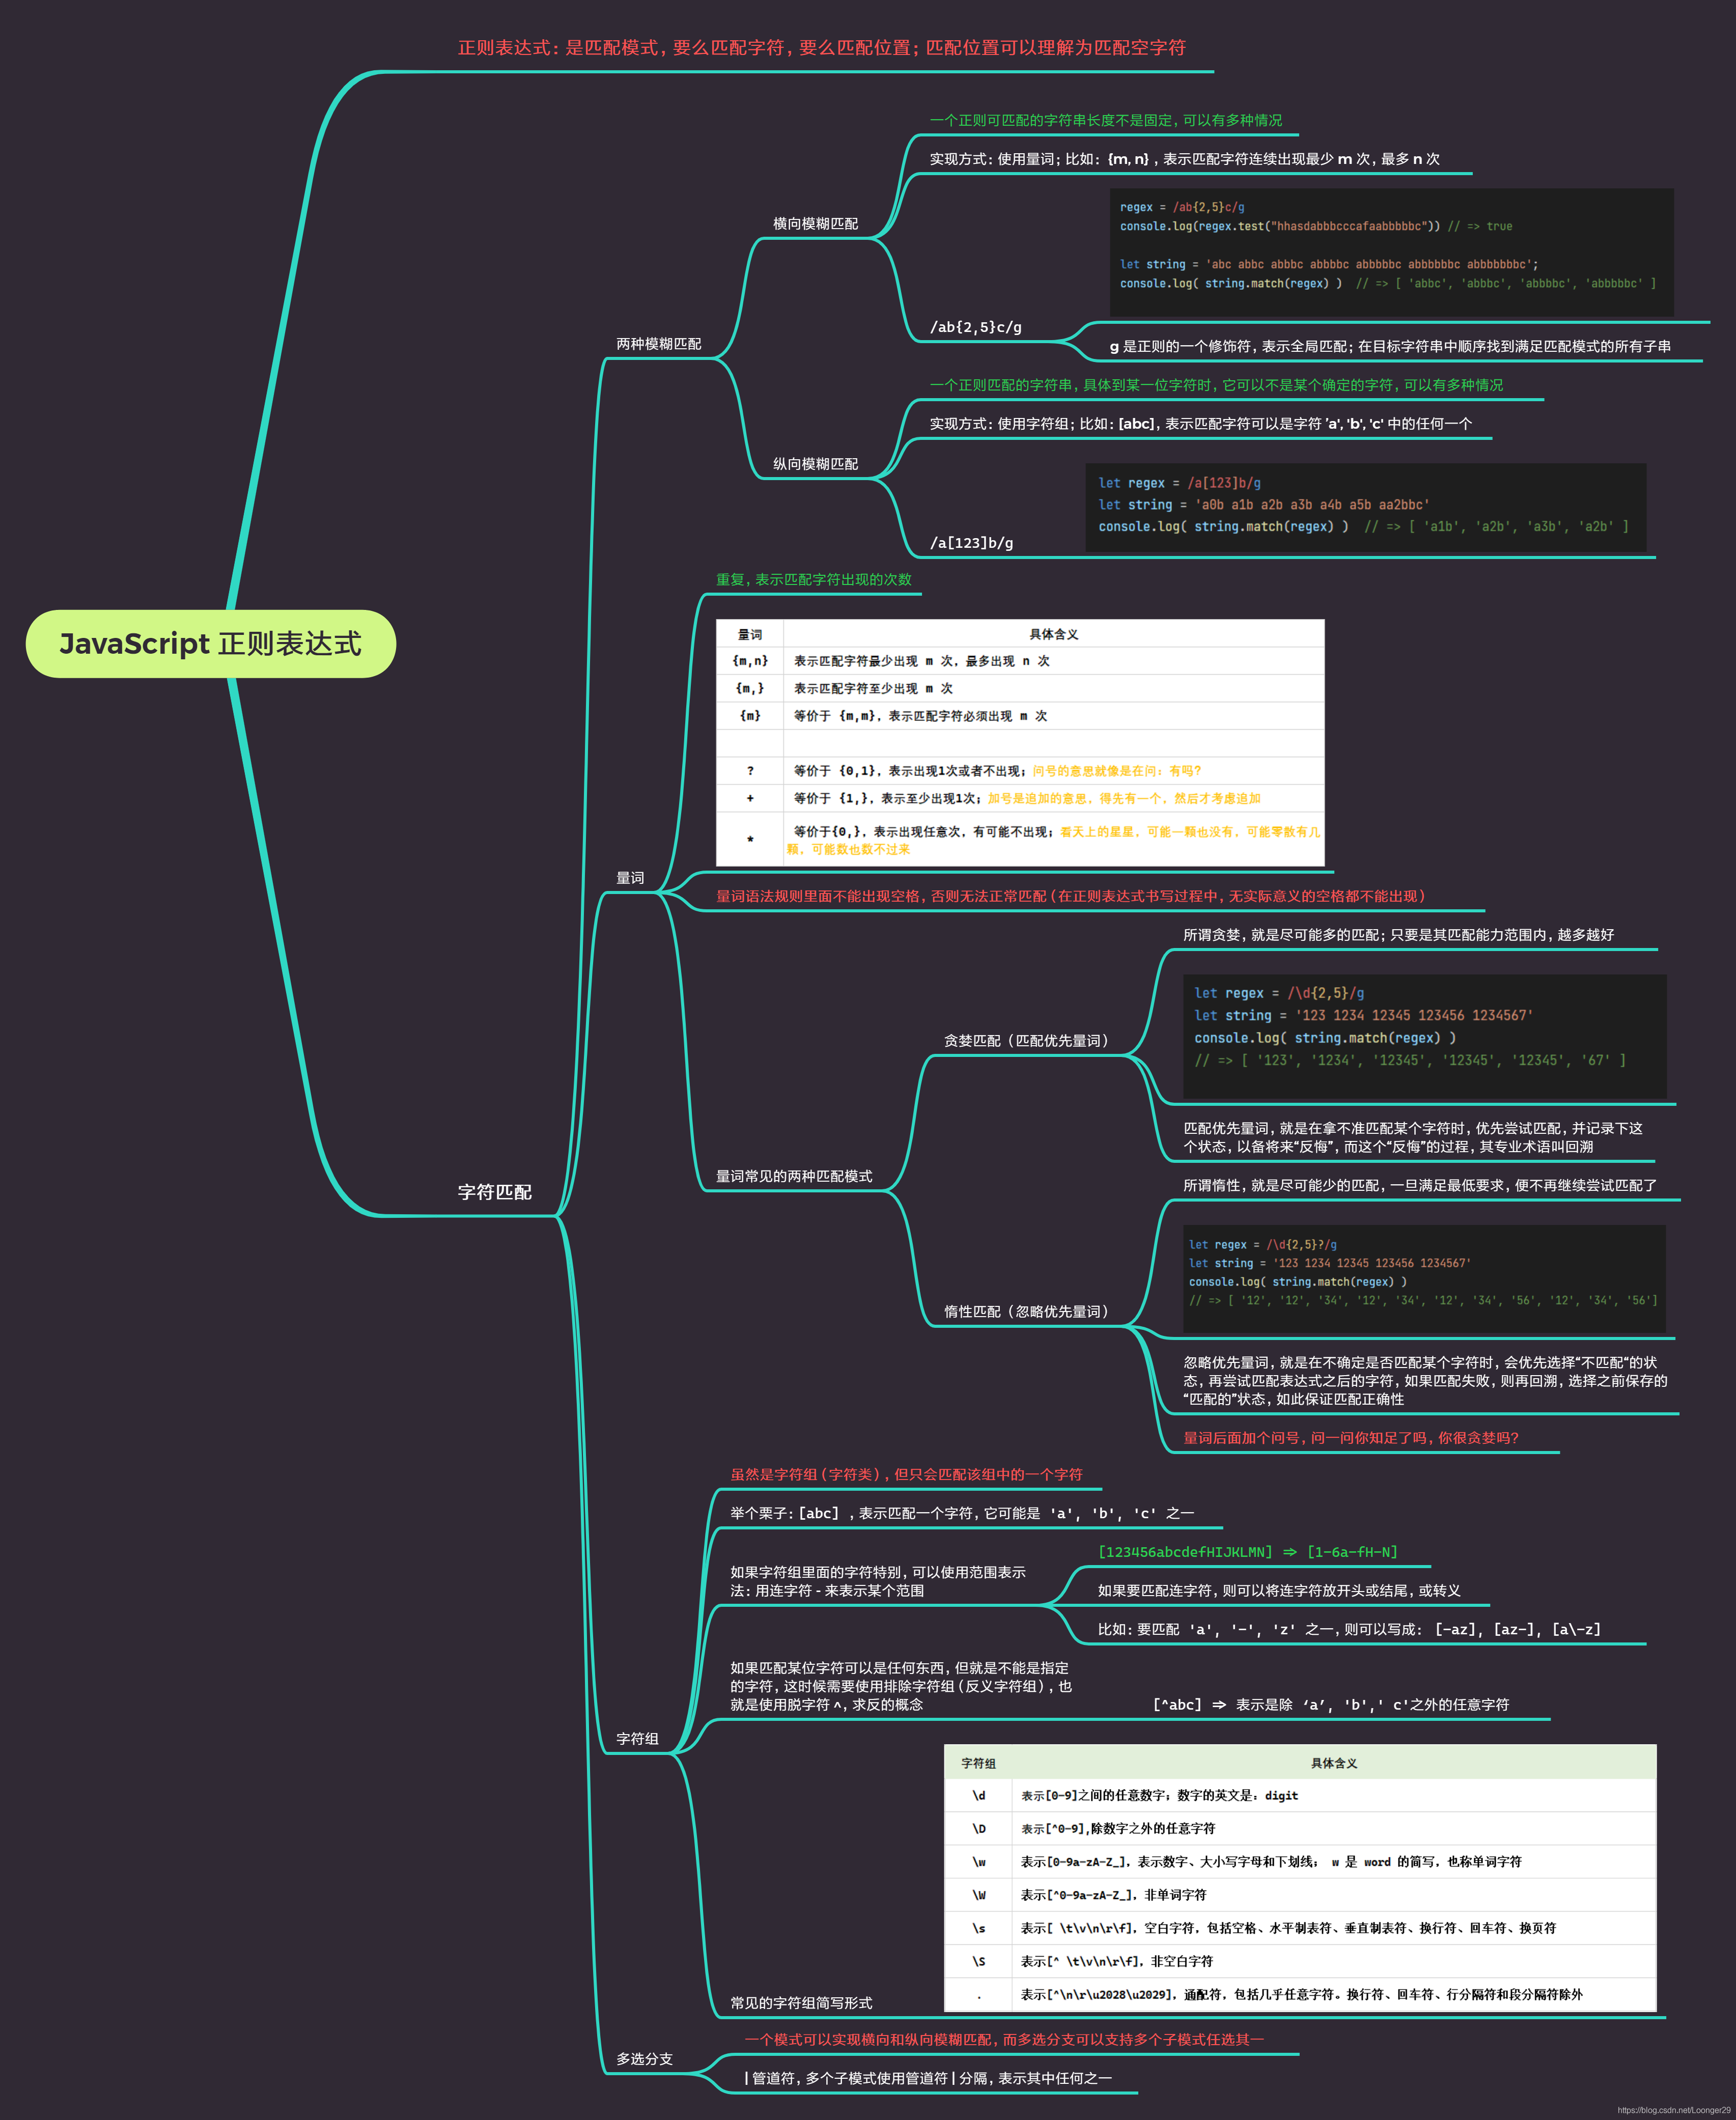 正则表达式: 是匹配模式, 要么匹配字符, 要么匹配位置; 匹配位置可以理解为匹配空字符
一个正则可匹配的字符串长度不是固定, 可以有多种情况
实现方式: 使用量词; 比如: {m, n} , 表示匹配字符连续出现最少 m 次, 最多 n 次
横向模糊匹配
regex = /ab{2,5}c/g
console.log(regex.test("hhasdabbbcccafaabbbbbc")) // => true
let string = 'abc abbc abbbc abbbbc abbbbbc abbbbbbc abbbbbbbc';
console.log( string.match(regex) )  // => [ 'abbc', 'abbbc', 'abbbbc', 'abbbbbc' ]
/ab{2,5}c/g
g 是正则的一个修饰符, 表示全局匹配; 在目标字符串中顺序找到满足匹配模式的所有子串
两种模糊匹配
一个正则匹配的字符串, 具体到某一位字符时, 它可以不是某个确定的字符, 可以有多种情况
实现方式: 使用字符组; 比如: [abc], 表示匹配字符可以是字符 'a', 'b', 'c' 中的任何一个
纵向模糊匹配
let regex = /a[123]b/g
let string = 'a0b a1b a2b a3b a4b a5b aa2bbc'
console.log( string.match(regex) )  // => [ 'a1b', 'a2b', 'a3b', 'a2b' ]
/a[123]b/g
JavaScript 正则表达式
重复, 表示匹配字符出现的次数
量词 具体含义
{m,n} 表示匹配字符最少出现 m 次, 最多出现 n 次
{m,} 表示匹配字符至少出现 m 次
{m} 等价于 {m,m}, 表示匹配字符必须出现 m 次
? 等价于 {0,1}, 表示出现1次或者不出现; 问号的意思就像是在问: 有吗?
+ 等价于 {1,}, 表示至少出现1次; 加号是追加的意思, 得先有一个, 然后才考虑追加
* 等价于{0,}, 表示出现任意次, 有可能不出现; 看天上的星星, 可能一颗也没有, 可能零散有几
颗, 可能数也数不过来
量词
量词语法规则里面不能出现空格, 否则无法正常匹配 (在正则表达式书写过程中, 无实际意义的空格都不能出现)
所谓贪婪, 就是尽可能多的匹配; 只要是其匹配能力范围内, 越多越好
let regex = /\d{2,5}/g
let string = '123 1234 12345 123456 1234567'
console.log( string.match(regex) )
// => [ '123', '1234', '12345', '12345', '12345', '67' ]
贪婪匹配 (匹配优先量词)
匹配优先量词, 就是在拿不准匹配某个字符时, 优先尝试匹配, 并记录下这
个状态, 以备将来“反悔”, 而这个“反悔”的过程, 其专业术语叫回溯
量词常见的两种匹配模式
字符匹配
所谓惰性, 就是尽可能少的匹配, 一旦满足最低要求, 便不再继续尝试匹配了
let regex = /\d{2,5}?/g
let string = '123 1234 12345 123456 1234567'
console.log( string.match(regex) )
// => [ '12', '12', '34', '12', '34', '12', '34', '56', '12', '34', '56']
惰性匹配 (忽略优先量词)
忽略优先量词, 就是在不确定是否匹配某个字符时, 会优先选择“不匹配“的状
态, 再尝试匹配表达式之后的字符, 如果匹配失败, 则再回溯, 选择之前保存的
“匹配的”状态, 如此保证匹配正确性
量词后面加个问号, 问一问你知足了吗, 你很贪婪吗?
虽然是字符组 (字符类) , 但只会匹配该组中的一个字符
举个栗子: [abc] , 表示匹配一个字符, 它可能是 'a', 'b', 'c' 之一
[123456abcdefHIJKLMN] => [1-6a-fH-N]
如果字符组里面的字符特别, 可以使用范围表示
法: 用连字符 - 来表示某个范围
如果要匹配连字符, 则可以将连字符放开头或结尾, 或转义
比如: 要匹配 'a', '-', 'z' 之一, 则可以写成: [-az], [az-], [a\-z]
如果匹配某位字符可以是任何东西, 但就是不能是指定
的字符, 这时候需要使用排除字符组 (反义字符组) , 也
就是使用脱字符 ^, 求反的概念
[^abc] => 表示是除 ‘a’, 'b',' c'之外的任意字符
字符组
字符组 具体含义
\d 表示[0-9]之间的任意数字; 数字的英文是: digit
\D 表示[^0-9],除数字之外的任意字符
\w 表示[0-9a-zA-Z_], 表示数字、大小写字母和下划线; w 是 word 的简写, 也称单词字符
\W 表示[^0-9a-zA-Z_], 非单词字符
\s 表示[ \t\v\n\r\f], 空白字符, 包括空格、水平制表符、垂直制表符、换行符、回车符、换页符
\S 表示[^ \t\v\n\r\f], 非空白字符
. 表示[^\n\r\u2028\u2029], 通配符, 包括几乎任意字符。换行符、回车符、行分隔符和段分隔符除外
常见的字符组简写形式
一个模式可以实现横向和纵向模糊匹配, 而多选分支可以支持多个子模式任选其一
多选分支
| 管道符, 多个子模式使用管道符 | 分隔, 表示其中任何之一
https://blog.csdn.net/Loonger29